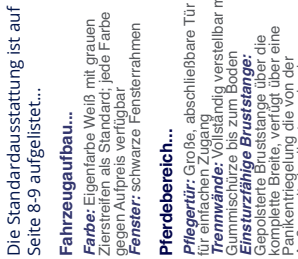 Die Standardausstattung ist auf
Seite 8-9 aufgelistet...
Fahrzeugaufbau...
Farbe: Eigenfarbe Weiß mit grauen
Zierstreifen als Standard; jede Farbe
gegen Aufpreis verfügbar
Fenster: schwarze Fensterrahmen
Pferdebereich...
Pflegertür: Große, abschließbare Tür
für einfachen Zugang
Trennwände: Vollständig verstellbar m
Gummischürze bis zum Boden
Einsturzfähige Bruststange:
Gepolsterte Bruststange über die
komplette Breite, verfügt über eine
Panikentriegelung die von der